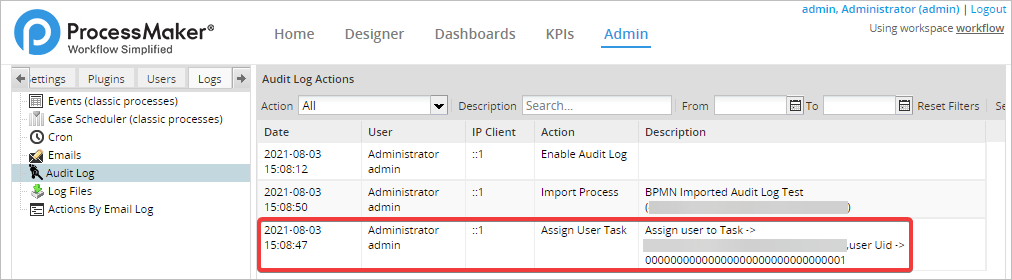 admin, Administrator (admin) | Logout
Using workspace workflow
ProcessMaker®
Workflow Simplified
Home Designer Dashboards KPIs Admin
ettings Plugins Users Logs
Events (classic processes)
Case Scheduler (classic processes)
Cron
Emails
Audit Log
Log Files
Actions By Email Log
Audit Log Actions
Action All Description Search... From To Reset Filters Se
Date User IP Client Action Description
2021-08-03 Administrator ::1 Enable Audit Log
15:08:12 admin
2021-08-03 Administrator ::1 Import Process BPMN Imported Audit Log Test
15:08:50 admin ( )
2021-08-03 Administrator ::1 Assign User Task Assign user to Task ->
15:08:47 admin ,user Uid ->
00000000000000000000000000000001